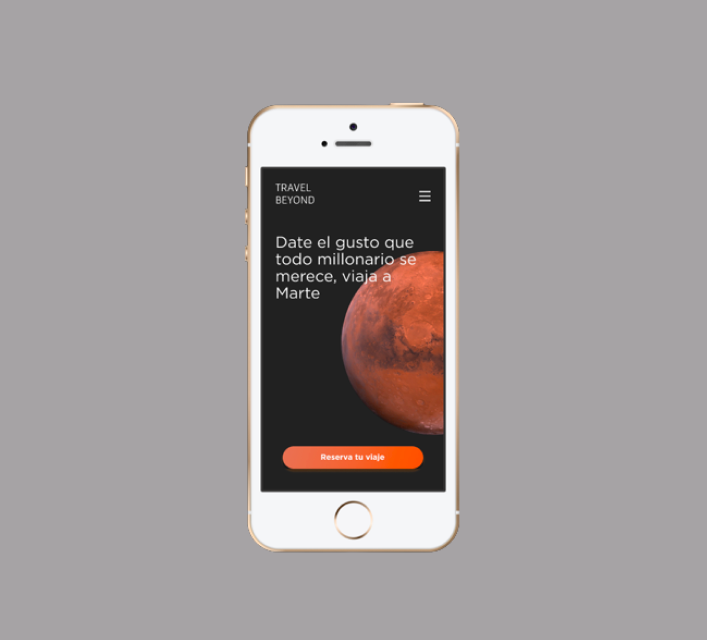 TRAVEL
BEYOND
Date el gusto que
todo millonario se
merece, viaja a
Marte
Reserva tu viaje